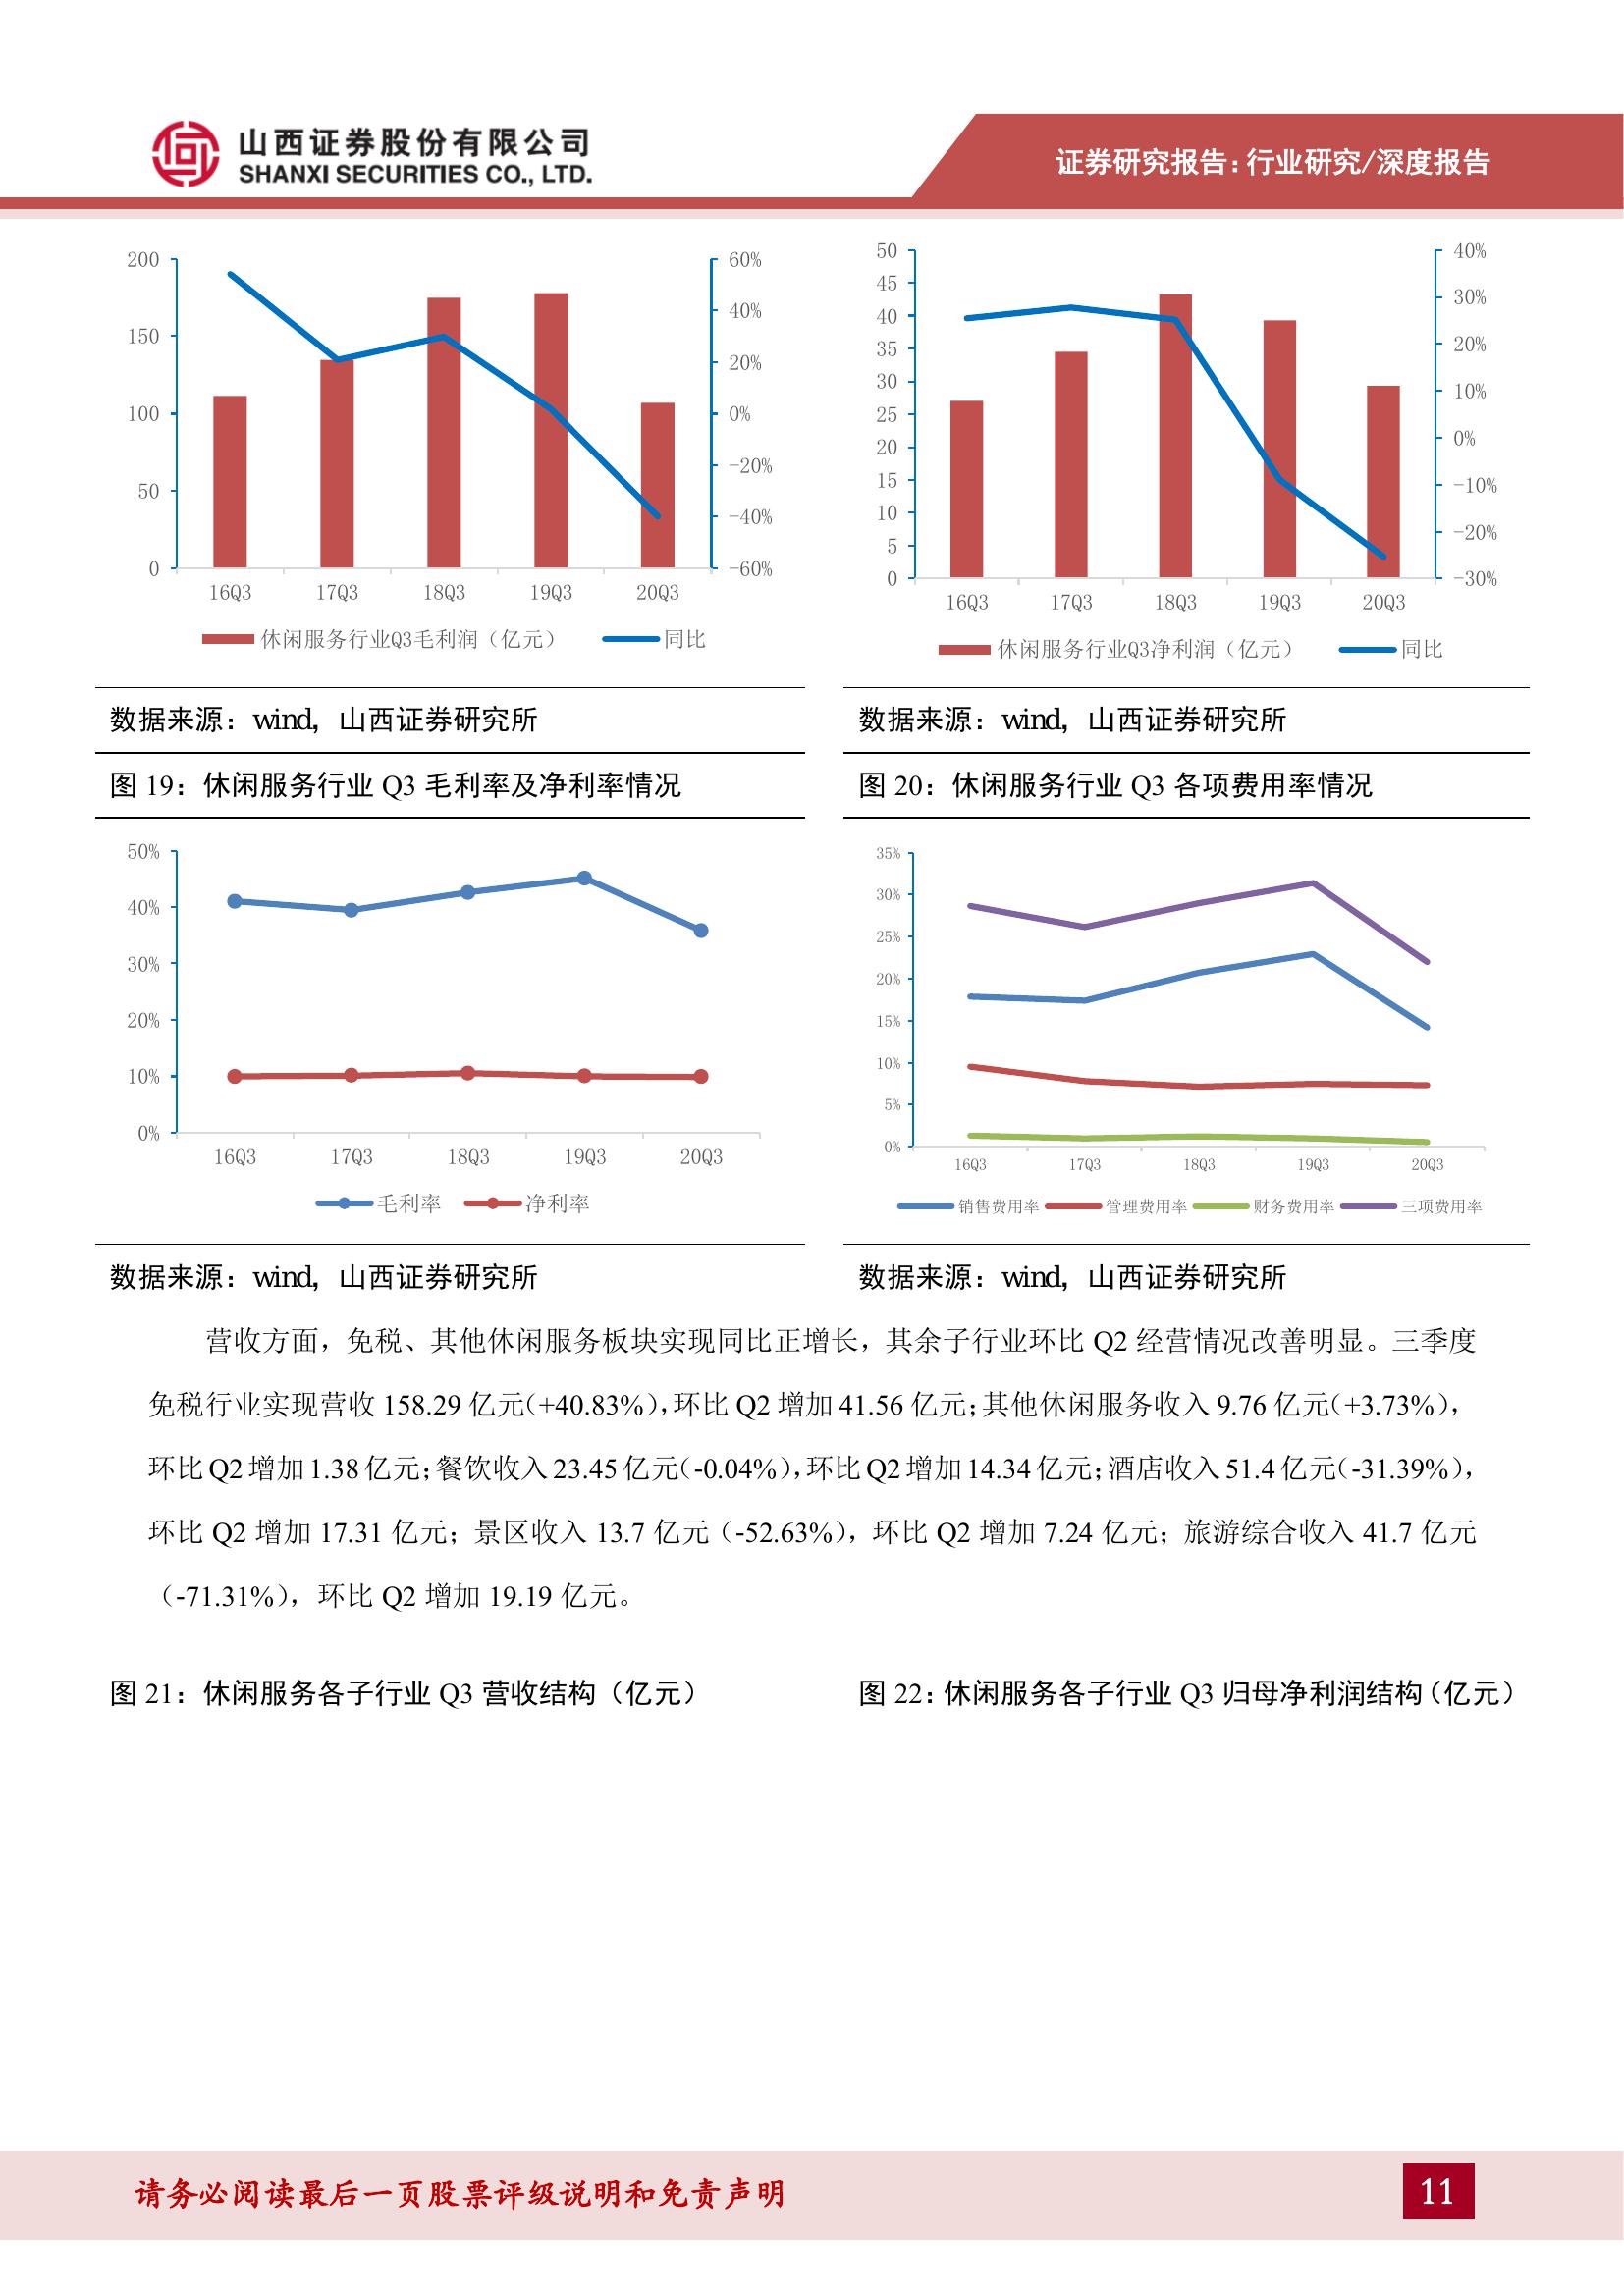 山西证券股份有限公司
SHANXI SECURITIES CO., LTD.
证券研究报告：行业研究/深度报告
200
150
100
50
0
60%
40%
20%
0%
-20%
-40%
-60%
16Q3 17Q3 18Q3 19Q3 20Q3
休闲服务行业Q3毛利润（亿元） 同比
50
45
40
35
30
25
20
15
10
5
0
40%
30%
20%
10%
0%
-10%
-20%
-30%
16Q3 17Q3 18Q3 19Q3 20Q3
休闲服务行业Q3净利润（亿元） 同比
数据来源：wind，山西证券研究所
数据来源：wind，山西证券研究所
图 19：休闲服务行业 Q3 毛利率及净利率情况
图 20：休闲服务行业 Q3 各项费用率情况
50%
40%
30%
20%
10%
0%
16Q3 17Q3 18Q3 19Q3 20Q3
毛利率 净利率
35%
30%
25%
20%
15%
10%
5%
0%
16Q3 17Q3 18Q3 19Q3 20Q3
销售费用率 管理费用率 财务费用率 三项费用率
数据来源：wind，山西证券研究所
数据来源：wind，山西证券研究所
营收方面，免税、其他休闲服务板块实现同比正增长，其余子行业环比 Q2 经营情况改善明显。三季度
免税行业实现营收 158.29 亿元（+40.83%），环比 Q2 增加 41.56 亿元；其他休闲服务收入 9.76 亿元（+3.73%），
环比 Q2 增加 1.38 亿元；餐饮收入 23.45 亿元（-0.04%），环比 Q2 增加 14.34 亿元；酒店收入 51.4 亿元（-31.39%），
环比 Q2 增加 17.31 亿元；景区收入 13.7 亿元（-52.63%），环比 Q2 增加 7.24 亿元；旅游综合收入 41.7 亿元
（-71.31%），环比 Q2 增加 19.19 亿元。
图 21：休闲服务各子行业 Q3 营收结构（亿元）
图 22：休闲服务各子行业 Q3 归母净利润结构（亿元）
请务必阅读最后一页股票评级说明和免责声明
11